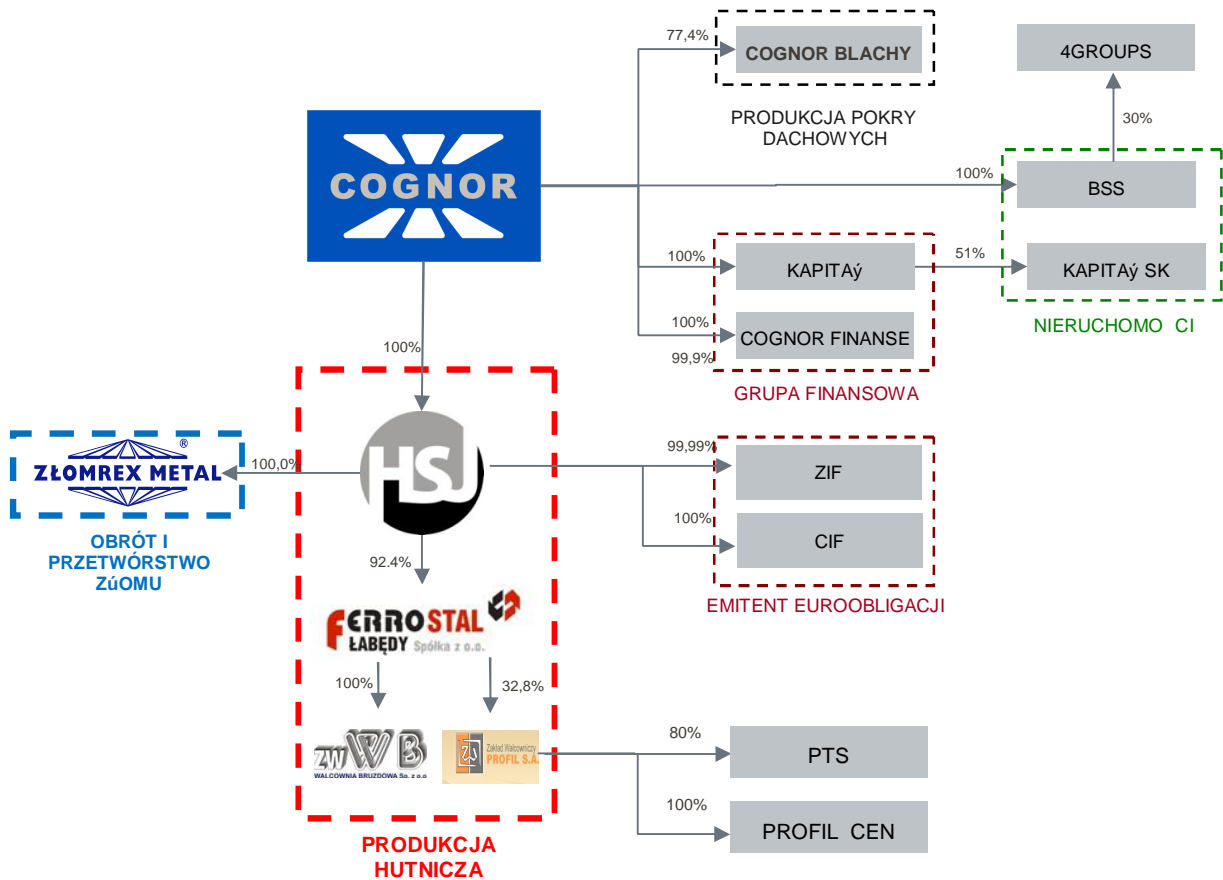 77,4%
COGNOR BLACHY
4GROUPS
PRODUKCJA POKRY
DACHOWYCH
30%
COGNOR
100%
BSS
100%
KAPITAý
51%
KAPITAý SK
100%
COGNOR FINANSE
99,9%
NIERUCHOMO CI
GRUPA FINANSOWA
100%
HSJ
ZŁOMREX METAL
®
100,0%
99,99%
ZIF
100%
CIF
OBRÓT I
PRZETWÓRSTWO
ZúOMU
92.4%
EMITENT EUROOBLIGACJI
FERROSTAL
ŁABĘDY Spółka z o.o.
100%
32,8%
ZW WB
WALCOWNIA BRUZDOWA Sp. z o.o
Zakład Walcowniczy
PROFIL S.A.
80%
PTS
100%
PROFIL CEN
PRODUKCJA
HUTNICZA